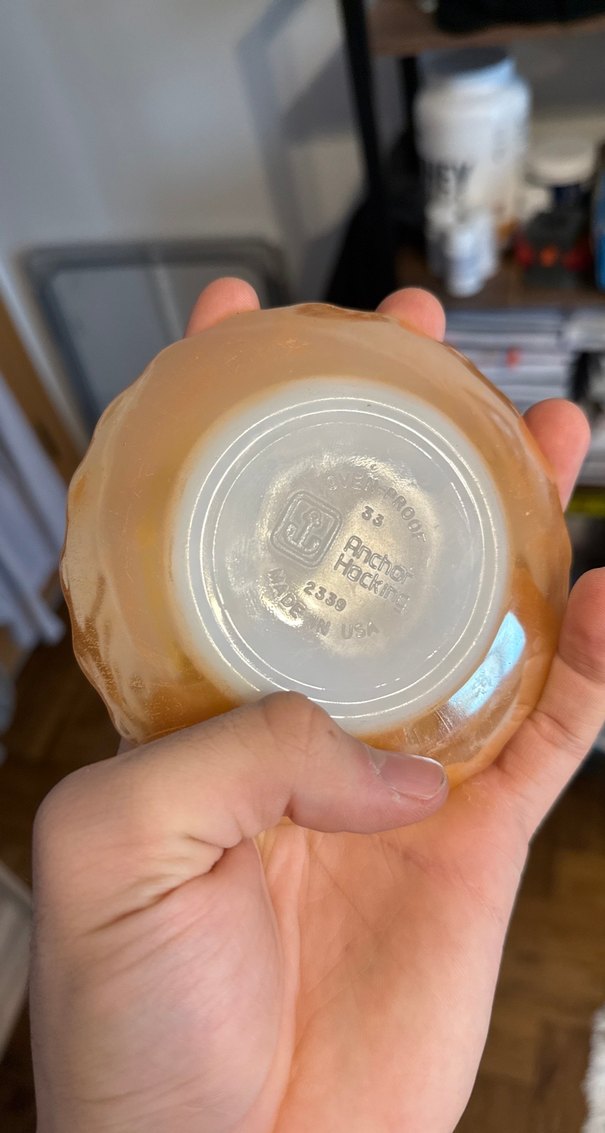 OVEN-PROOF
33
Anchor
Hocking
2339
MADE IN USA